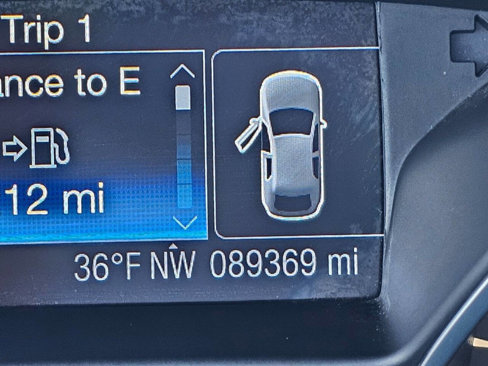 Trip 1
ance to E
12 mi
36°F NW 089369 mi